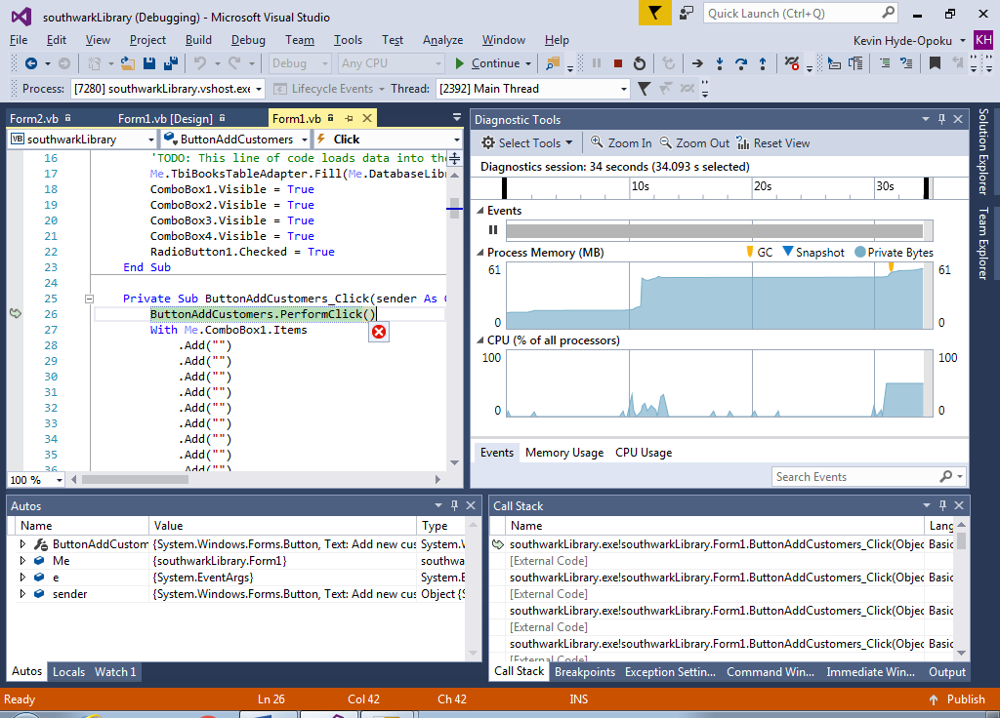 southwarkLibrary (Debugging) - Microsoft Visual Studio
Quick Launch (Ctrl+Q)
File Edit View Project Build Debug Team Tools Test Analyze Window Help
Kevin Hyde-Opoku KH
Debug Any CPU Continue
Process: [7280] southwarkLibrary.vshost.exe Lifecycle Events Thread: [2392] Main Thread
Form2.vb Form1.vb [Design] Form1.vb
VB southwarkLibrary ButtonAddCustomers Click
16 'TODO: This line of code loads data into the
17 Me.TbiBooksTableAdapter.Fill(Me.DatabaseLib
18 ComboBox1.Visible = True
19 ComboBox2.Visible = True
20 ComboBox3.Visible = True
21 ComboBox4.Visible = True
22 RadioButton1.Checked = True
23 End Sub
24
25 Private Sub ButtonAddCustomers_Click(sender As
26 ButtonAddCustomers.PerformClick()
27 With Me.ComboBox1.Items
28 .Add("")
29 .Add("")
30 .Add("")
31 .Add("")
32 .Add("")
33 .Add("")
34 .Add("")
35 .Add("")
36 .Add("")
100 %
Diagnostic Tools
Select Tools Zoom In Zoom Out Reset View
Diagnostics session: 34 seconds (34.093 s selected)
10s 20s 30s
Events
Process Memory (MB) GC Snapshot Private Bytes
61 61
0 0
CPU (% of all processors)
100 100
0 0
Events Memory Usage CPU Usage
Search Events
Solution Explorer
Team Explorer
Autos
Name Value Type
ButtonAddCustom {System.Windows.Forms.Button, Text: Add new cus System.W
Me {southwarkLibrary.Form1} southwa
e {System.EventArgs} System.E
sender {System.Windows.Forms.Button, Text: Add new cus Object {S
Autos Locals Watch 1
Call Stack
Name Lang
southwarkLibrary.exe!southwarkLibrary.Form1.ButtonAddCustomers_Click(Objec Basic
[External Code]
southwarkLibrary.exe!southwarkLibrary.Form1.ButtonAddCustomers_Click(Objec Basic
[External Code]
southwarkLibrary.exe!southwarkLibrary.Form1.ButtonAddCustomers_Click(Objec Basic
[External Code]
southwarkLibrary.exe!southwarkLibrary.Form1.ButtonAddCustomers_Click(Objec Basic
[External Code]
Call Stack Breakpoints Exception Settin... Command Win... Immediate Win... Output
Ready Ln 26 Col 42 Ch 42 INS Publish